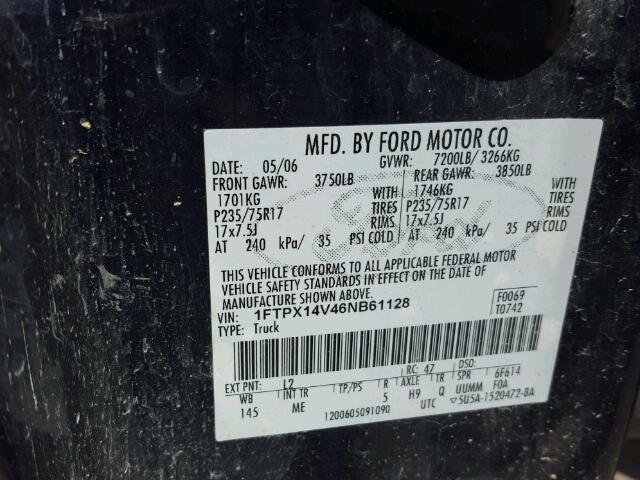 MFD. BY FORD MOTOR CO.
DATE: 05/06 GVWR: 7200LB/ 3266KG
FRONT GAWR: 3750LB REAR GAWR: 3850LB
1701KG WITH 1746KG WITH
P235/75R17 TIRES P235/75R17 TIRES
17x7.5J RIMS 17x7.5J RIMS
AT 240 kPa/ 35 PSI COLD AT 240 kPa/ 35 PSI COLD
Ford
THIS VEHICLE CONFORMS TO ALL APPLICABLE FEDERAL MOTOR
VEHICLE SAFETY STANDARDS IN EFFECT ON THE DATE OF
MANUFACTURE SHOWN ABOVE.
VIN: 1FTPX14V46NB61128 F0069
TYPE: Truck T0742
EXT PNT: L2 RC: 47 DSO:
WB INT TR TP/PS R AXLE TR SPR 6F614
145 ME 5 H9 Q UUMM FOA
1200605091090 UTC ▽5U5A-1520472-BA